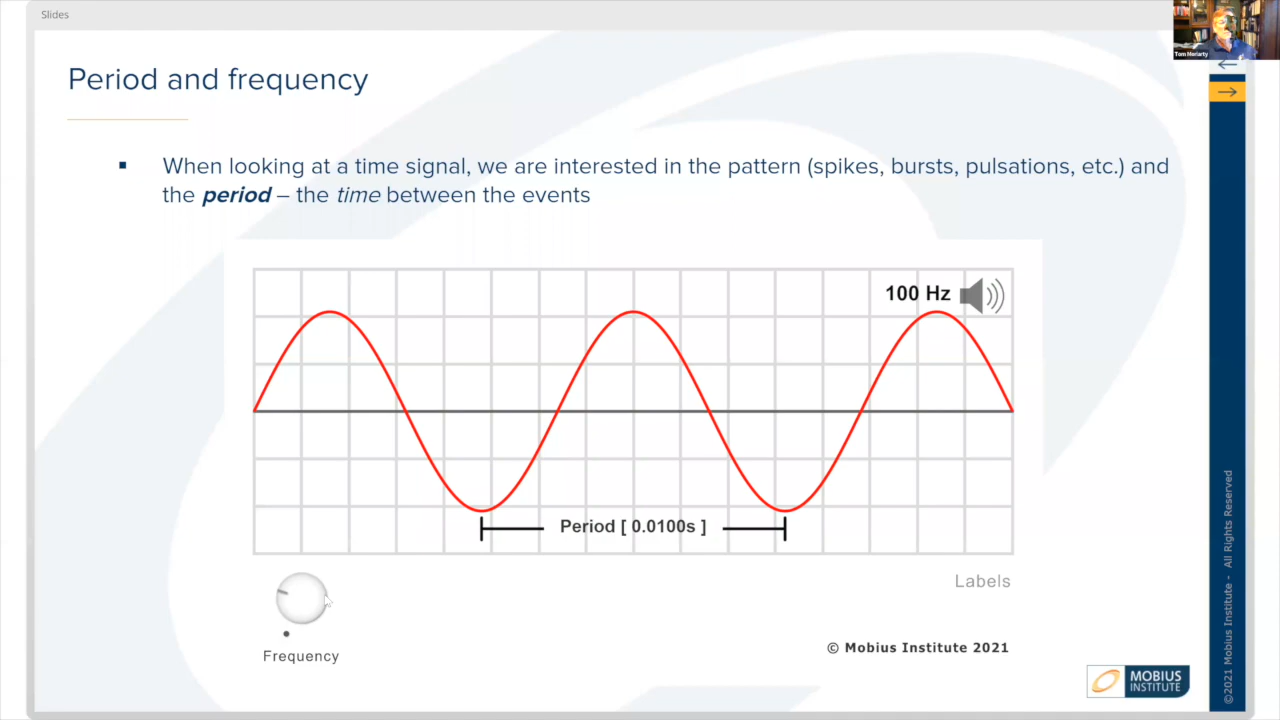 Slides
Tom Moriarty
Period and frequency
When looking at a time signal, we are interested in the pattern (spikes, bursts, pulsations, etc.) and
the period – the time between the events
100 Hz
Period [ 0.0100s ]
Labels
Frequency
© Mobius Institute 2021
MOBIUS
INSTITUTE
©2021 Mobius Institute - All Rights Reserved